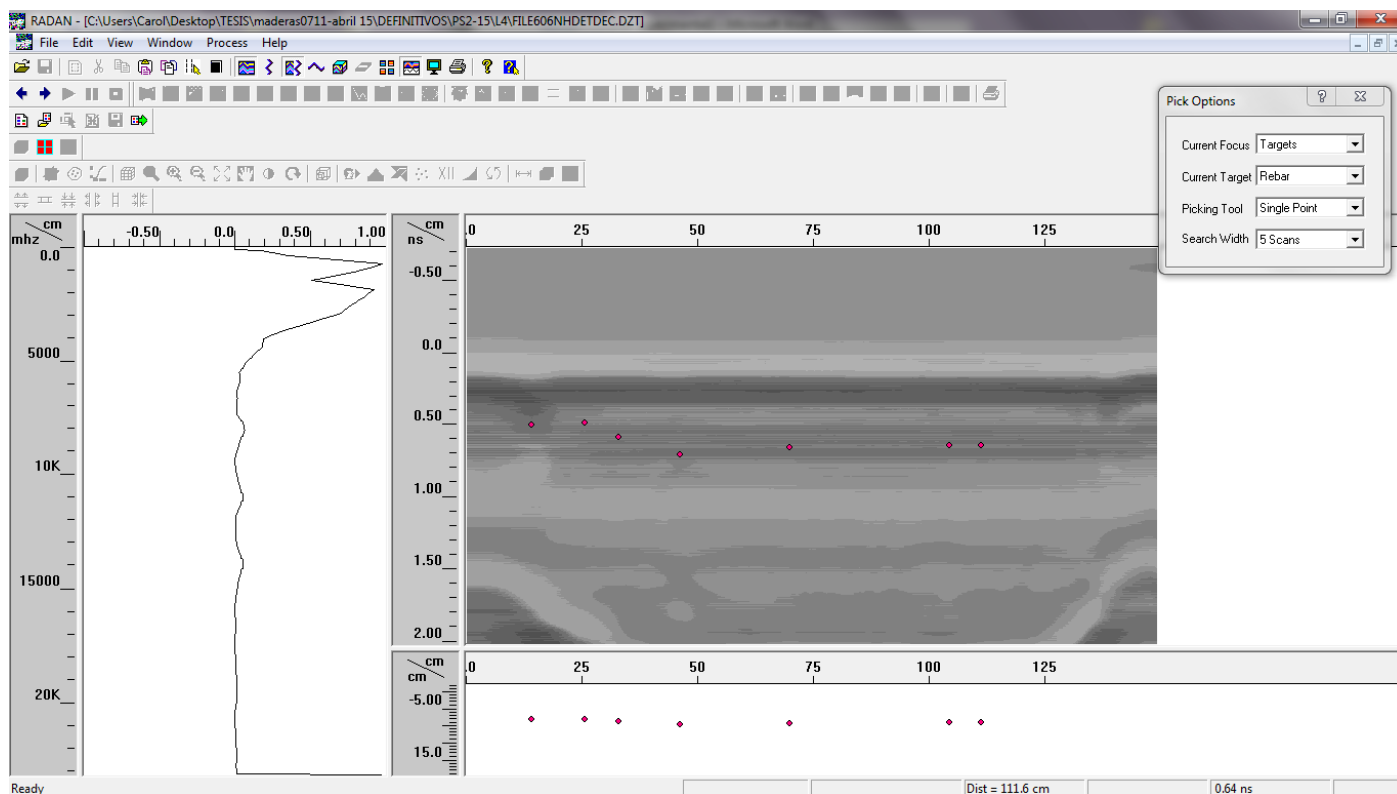 RADAN - [C:\Users\Carol\Desktop\TESIS\maderas0711-abril 15\DEFINITIVOS\PS2-15\L4\FILE606NHDETDEC.DZT]
File Edit View Window Process Help
Pick Options
Current Focus Targets
Current Target Rebar
Picking Tool Single Point
Search Width 5 Scans
cm
mhz
-0.50 0.0 0.50 1.00
0.0
5000
10K
15000
20K
cm
ns
.0 25 50 75 100 125
-0.50
0.0
0.50
1.00
1.50
2.00
cm
cm
.0 25 50 75 100 125
-5.00
15.0
Ready Dist = 111.6 cm 0.64 ns